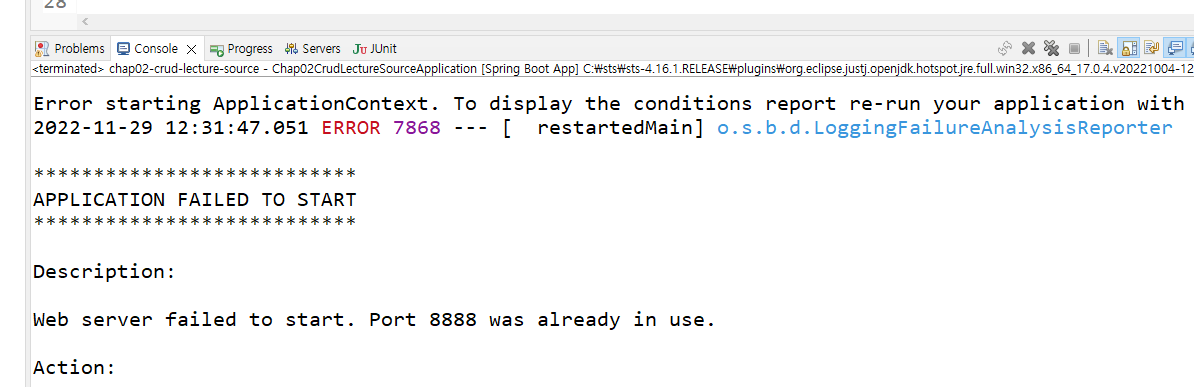 28
Problems Console Progress Servers JUnit
<terminated> chap02-crud-lecture-source - Chap02CrudLectureSourceApplication [Spring Boot App] C:₩sts₩sts-4.16.1.RELEASE₩plugins₩org.eclipse.justj.openjdk.hotspot.jre.full.win32.x86_64_17.0.4.v20221004-12
Error starting ApplicationContext. To display the conditions report re-run your application with
2022-11-29 12:31:47.051 ERROR 7868 --- [  restartedMain] o.s.b.d.LoggingFailureAnalysisReporter
***************************
APPLICATION FAILED TO START
***************************
Description:
Web server failed to start. Port 8888 was already in use.
Action: